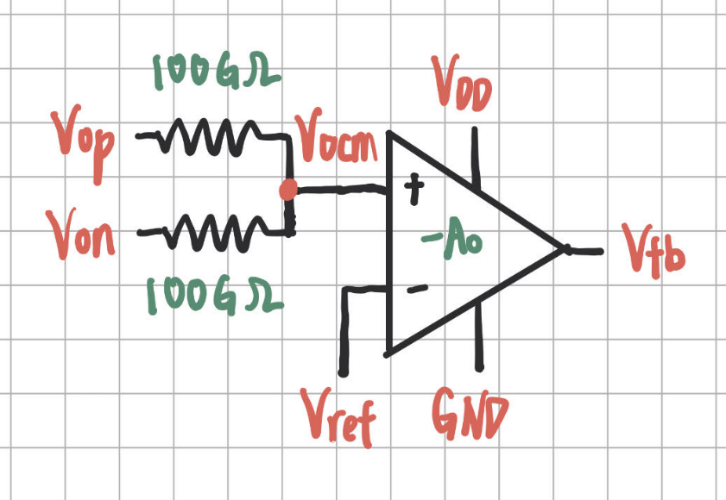 100GΩ
VDD
Vop
Vocm
+
Von
-Ao
Vfb
100GΩ
-
Vref
GND